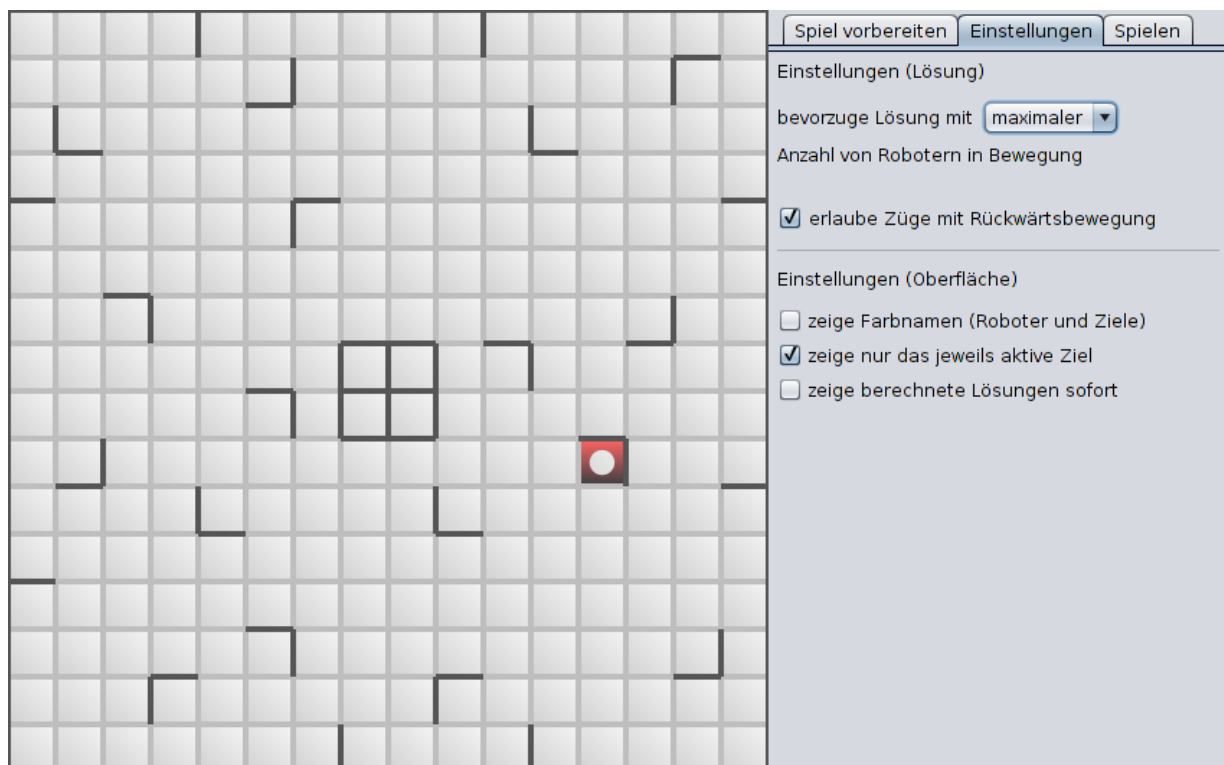 Spiel vorbereiten Einstellungen Spielen
Einstellungen (Lösung)
bevorzuge Lösung mit maximaler
Anzahl von Robotern in Bewegung
erlaube Züge mit Rückwärtsbewegung
Einstellungen (Oberfläche)
zeige Farbnamen (Roboter und Ziele)
zeige nur das jeweils aktive Ziel
zeige berechnete Lösungen sofort